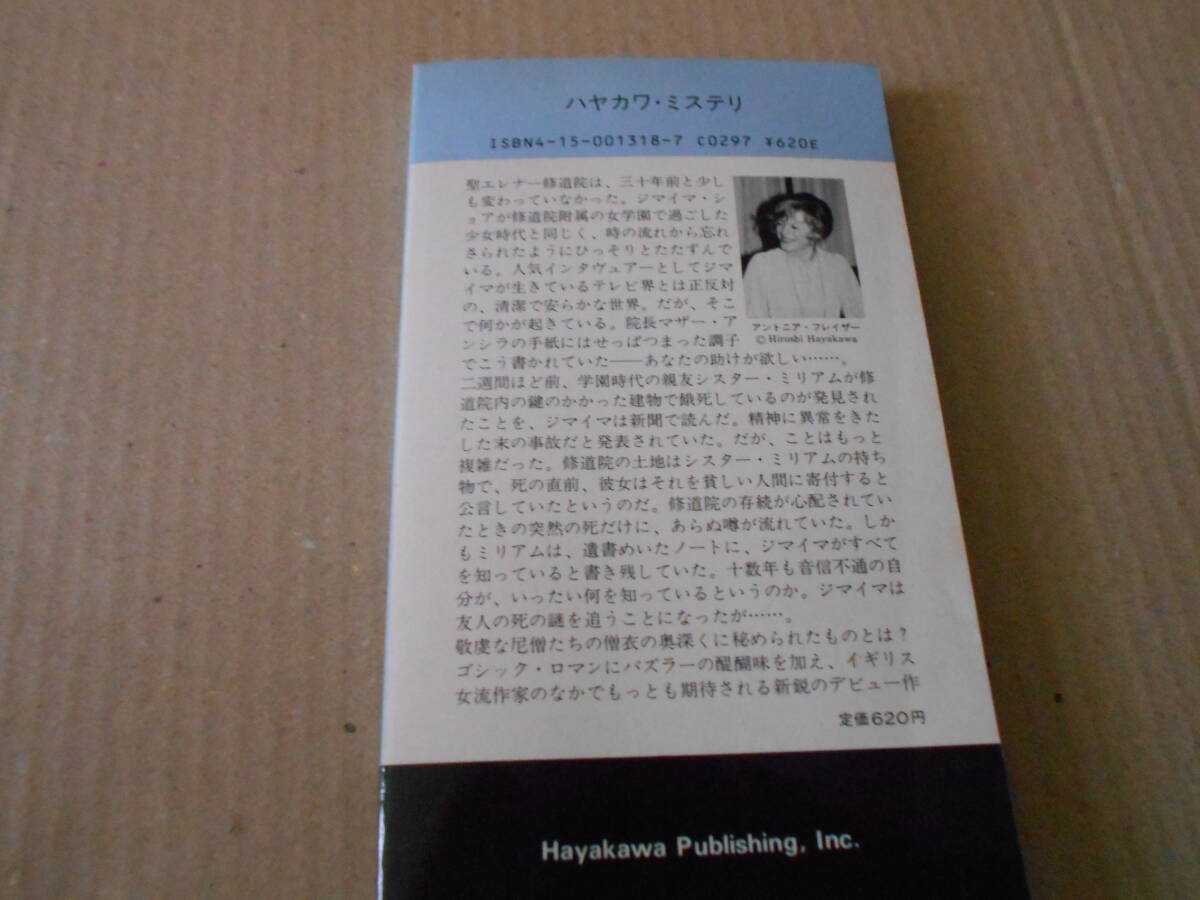 ハヤカワ・ミステリ
ISBN4-15-001318-7 C0297 ¥620E
聖エレナー修道院は、三十年前と少し
も変わっていなかった。ジマイマ・シ
ョアが修道院附属の女学園で過ごした
少女時代と同じく、時の流れから忘れ
さられたようにひっそりとたたずんで
いる。人気インタヴュアーとしてジマ
イマが生きているテレビ界とは正反対
の、清潔で安らかな世界。だが、そこ
で何かが起きている。院長マザー・ア
ンシラの手紙にはせっぱつまった調子
でこう書かれていた――あなたの助けが欲しい……。
二週間ほど前、学園時代の親友シスター・ミリアムが修
道院内の鍵のかかった建物で餓死しているのが発見され
たことを、ジマイマは新聞で読んだ。精神に異常をきた
した末の事故だと発表されていた。だが、ことはもっと
複雑だった。修道院の土地はシスター・ミリアムの持ち
物で、死の直前、彼女はそれを貧しい人間に寄付すると
公言していたというのだ。修道院の存続が心配されてい
たときの突然の死だけに、あらぬ噂が流れていた。しか
もミリアムは、遺書めいたノートに、ジマイマがすべて
を知っていると書き残していた。十数年も音信不通の自
分が、いったい何を知っているというのか。ジマイマは
友人の死の謎を追うことになったが……。
敬虔な尼僧たちの僧衣の奥深くに秘められたものとは？
ゴシック・ロマンにパズラーの醍醐味を加え、イギリス
女流作家のなかでもっとも期待される新鋭のデビュー作
アントニア・フレイザー
© Hiroshi Hayakawa
定価620円
Hayakawa Publishing, Inc.